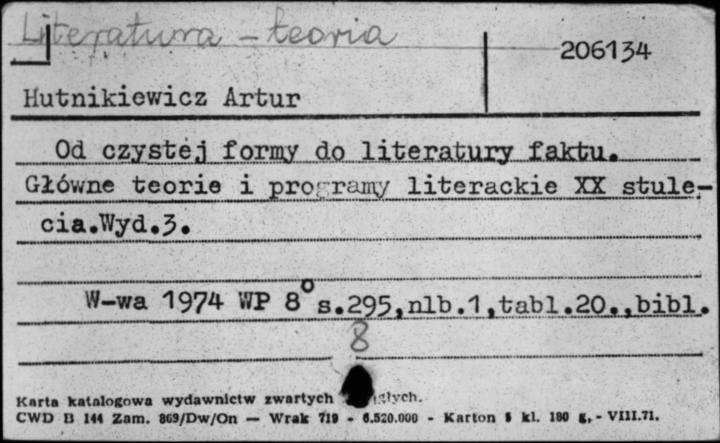 Literatura - teoria
206134
Hutnikiewicz Artur
Od czystej formy do literatury faktu.
Główne teorie i programy literackie XX stule-
cia.Wyd.3.
W-wa 1974 WP 8° s.295,nlb.1,tabl.20.,bibl.
8
Karta katalogowa wydawnictw zwartych
CWD B 144 Zam. 869/Dw/On — Wrak 719 - 6.520.000 - Karton kl. 180 g, - VIII.71.